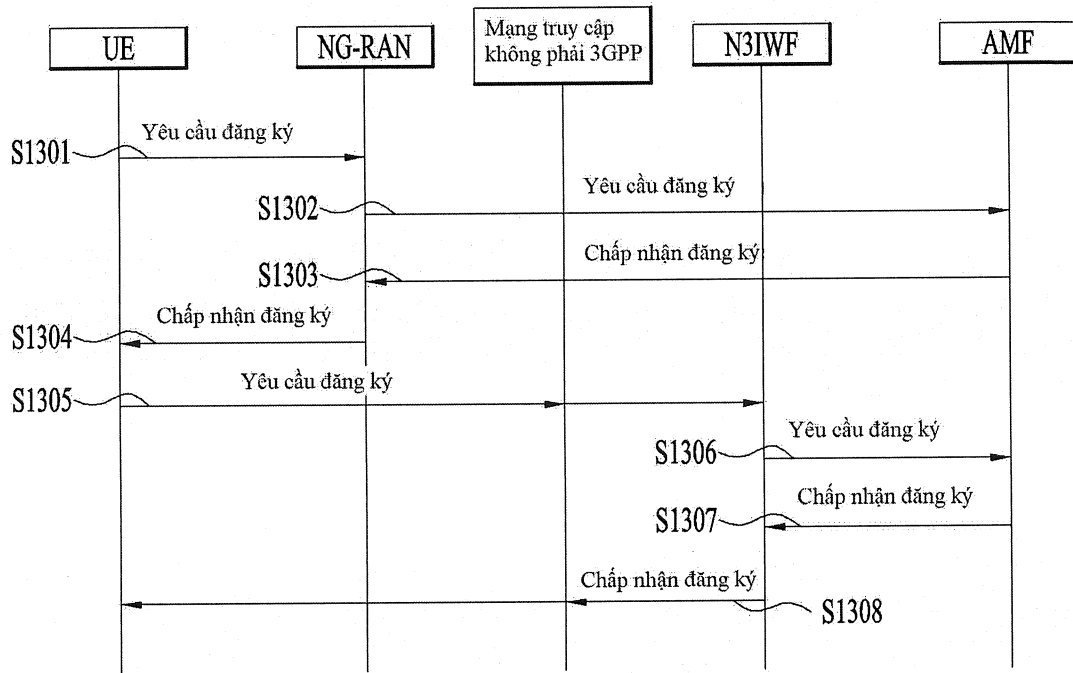 UE
NG-RAN
Mạng truy cập
không phải 3GPP
N3IWF
AMF
Yêu cầu đăng ký
S1301
Yêu cầu đăng ký
S1302
Chấp nhận đăng ký
S1303
Chấp nhận đăng ký
S1304
Yêu cầu đăng ký
S1305
Yêu cầu đăng ký
S1306
Chấp nhận đăng ký
S1307
Chấp nhận đăng ký
S1308